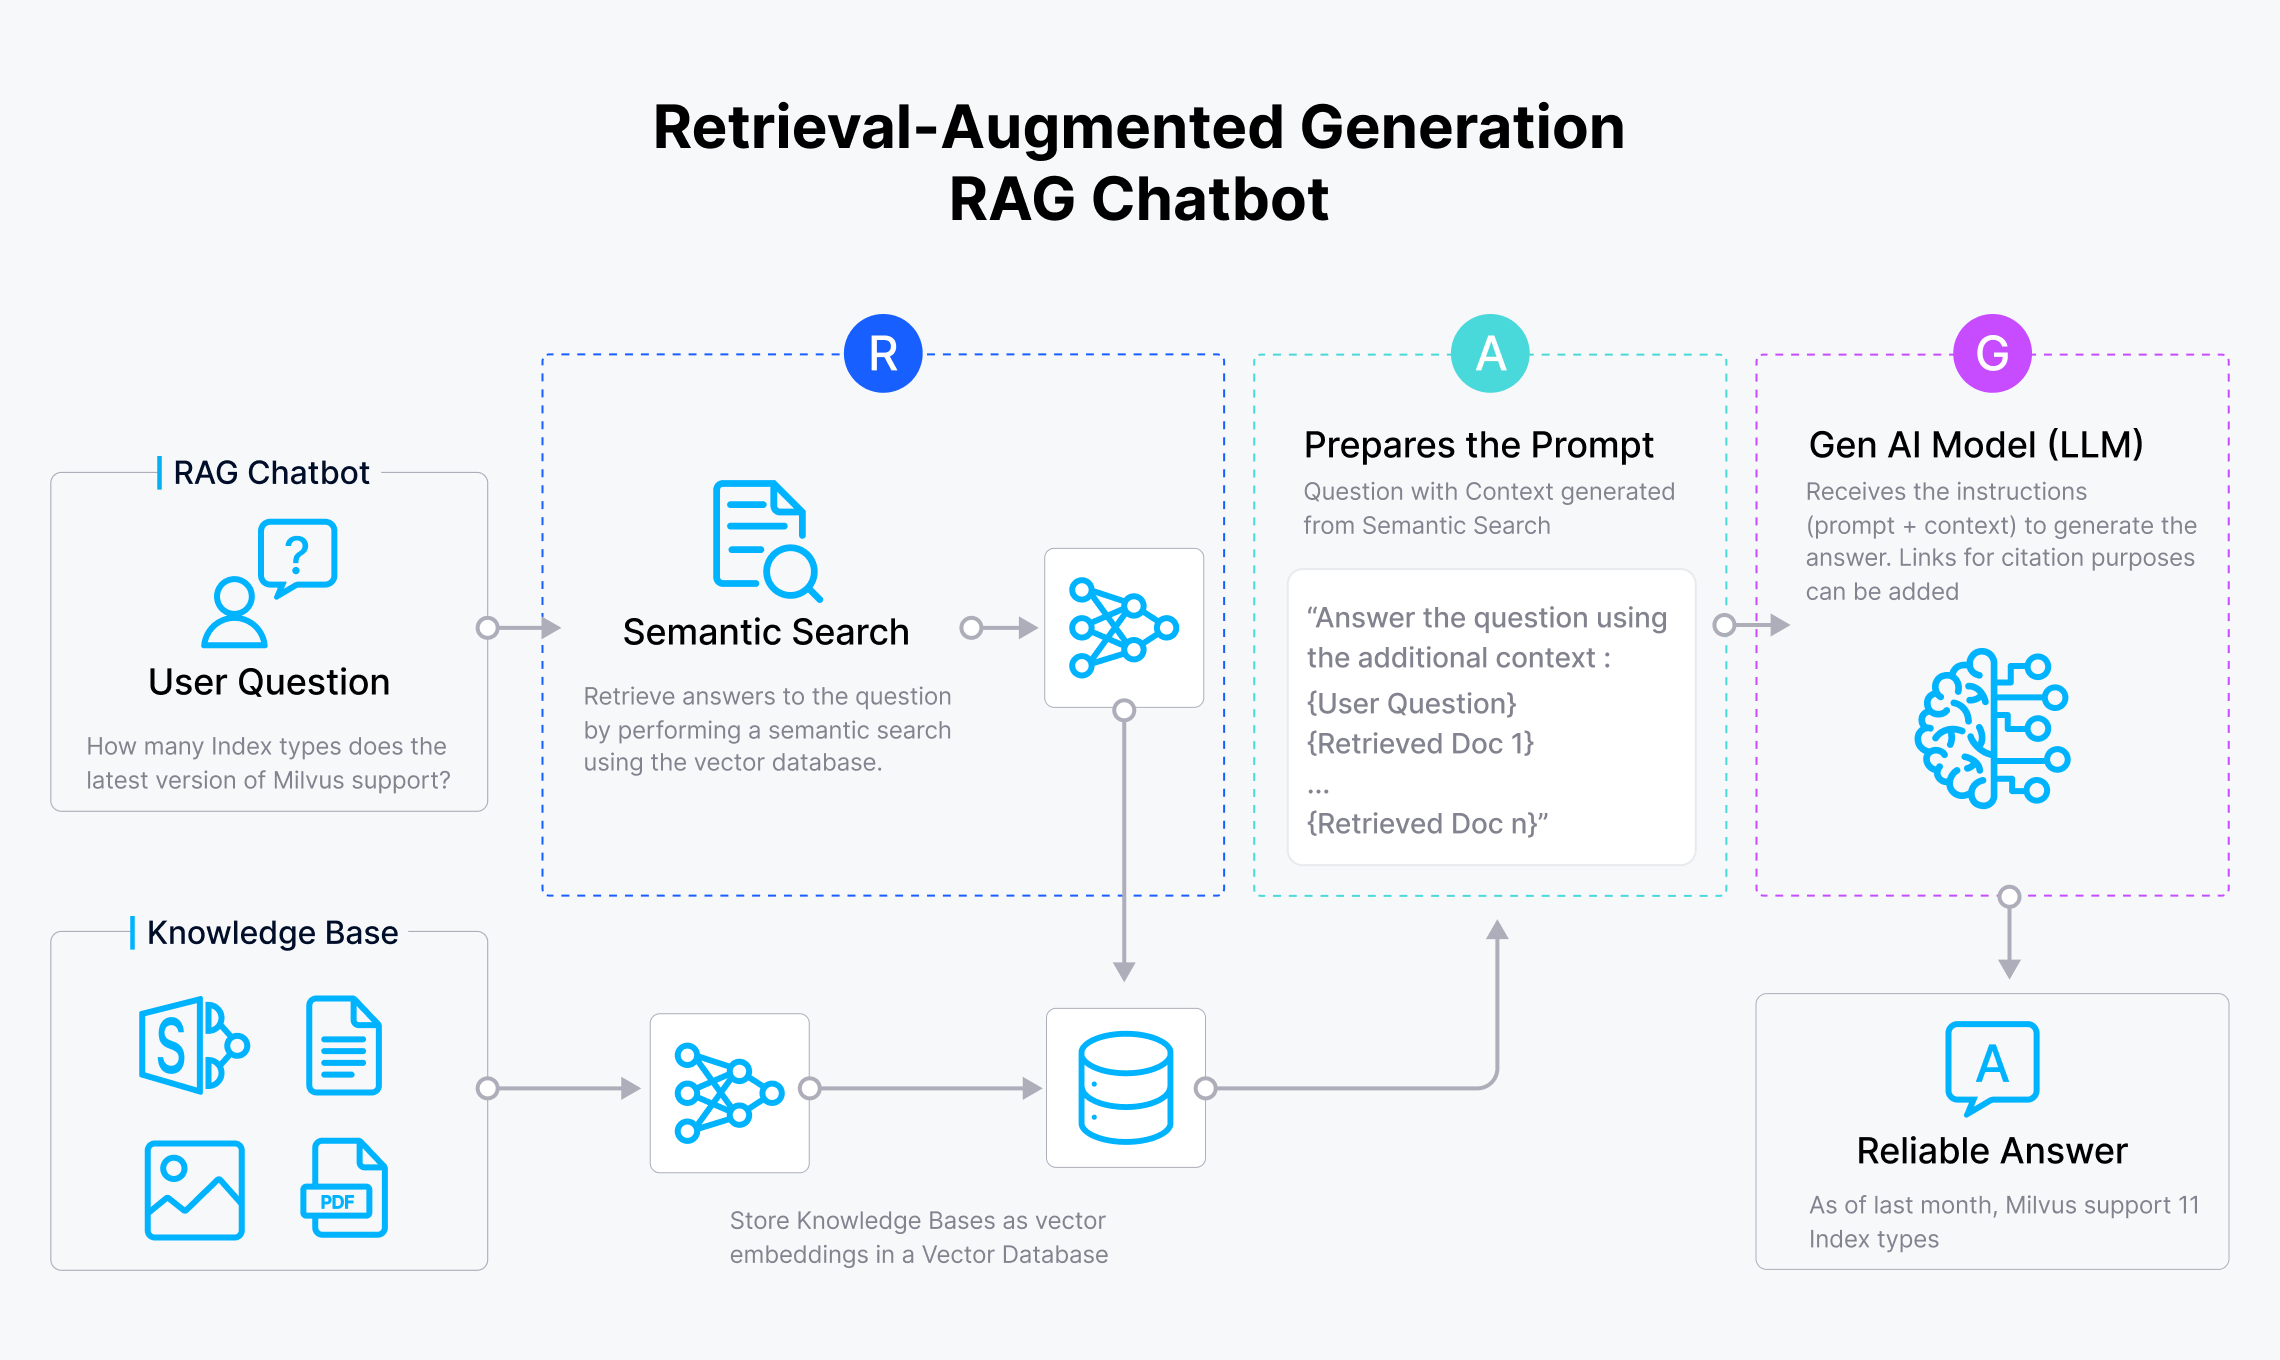 Retrieval-Augmented Generation
RAG Chatbot
RAG Chatbot
?
User Question
How many Index types does the
latest version of Milvus support?
R
Semantic Search
Retrieve answers to the question
by performing a semantic search
using the vector database.
A
Prepares the Prompt
Question with Context generated
from Semantic Search
“Answer the question using
the additional context :
{User Question}
{Retrieved Doc 1}
...
{Retrieved Doc n}”
G
Gen AI Model (LLM)
Receives the instructions
(prompt + context) to generate the
answer. Links for citation purposes
can be added
Knowledge Base
S
PDF
Store Knowledge Bases as vector
embeddings in a Vector Database
A
Reliable Answer
As of last month, Milvus support 11
Index types